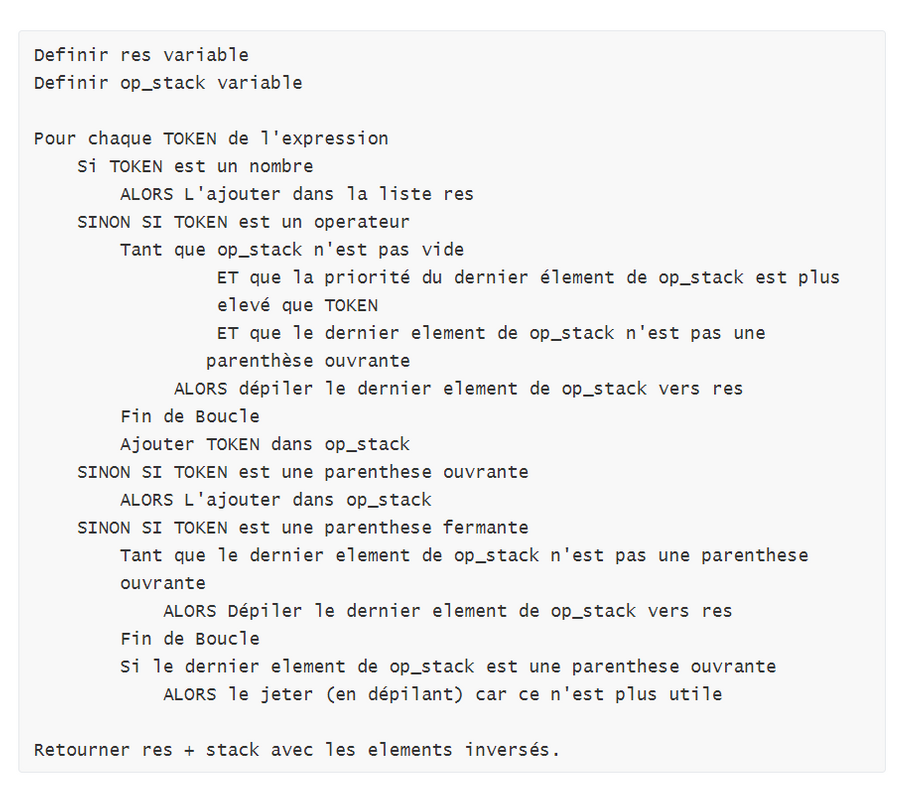 Definir res variable
Definir op_stack variable

Pour chaque TOKEN de l'expression
    Si TOKEN est un nombre
        ALORS L'ajouter dans la liste res
    SINON SI TOKEN est un operateur
        Tant que op_stack n'est pas vide
                 ET que la priorité du dernier élement de op_stack est plus
                 elevé que TOKEN
                 ET que le dernier element de op_stack n'est pas une
                parenthèse ouvrante
             ALORS dépiler le dernier element de op_stack vers res
        Fin de Boucle
        Ajouter TOKEN dans op_stack
    SINON SI TOKEN est une parenthese ouvrante
        ALORS L'ajouter dans op_stack
    SINON SI TOKEN est une parenthese fermante
        Tant que le dernier element de op_stack n'est pas une parenthese
        ouvrante
            ALORS Dépiler le dernier element de op_stack vers res
        Fin de Boucle
        Si le dernier element de op_stack est une parenthese ouvrante
            ALORS le jeter (en dépilant) car ce n'est plus utile

Retourner res + stack avec les elements inversés.